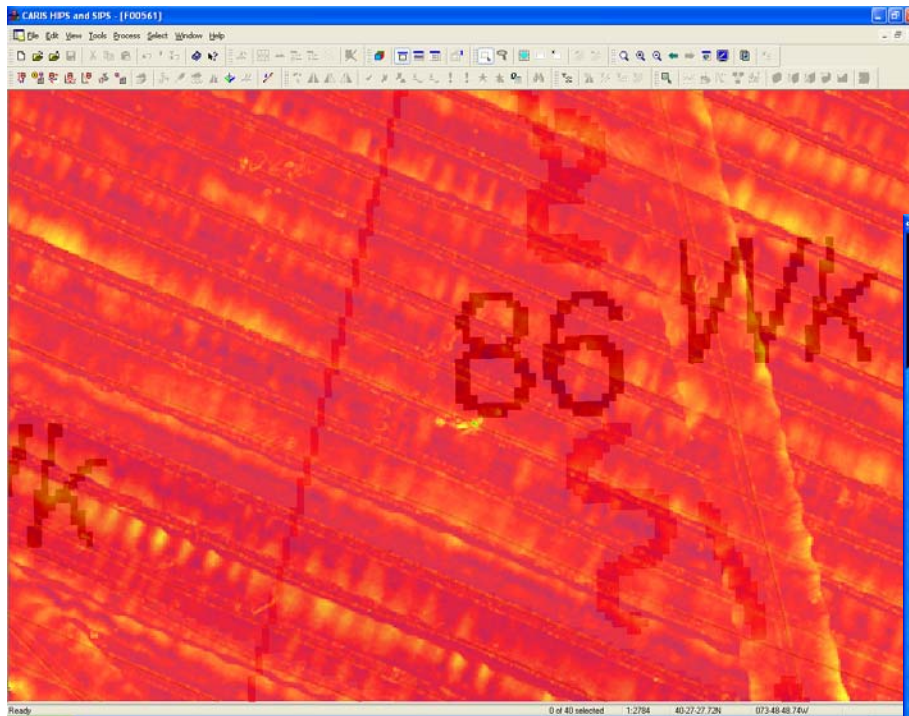 CARIS HIPS and SIPS - [F00561]
File Edit View Tools Process Select Window Help
86
Wk
Wk
Ready
0 of 40 selected 1:2784 40-27-27.72N 073-48-48.74W